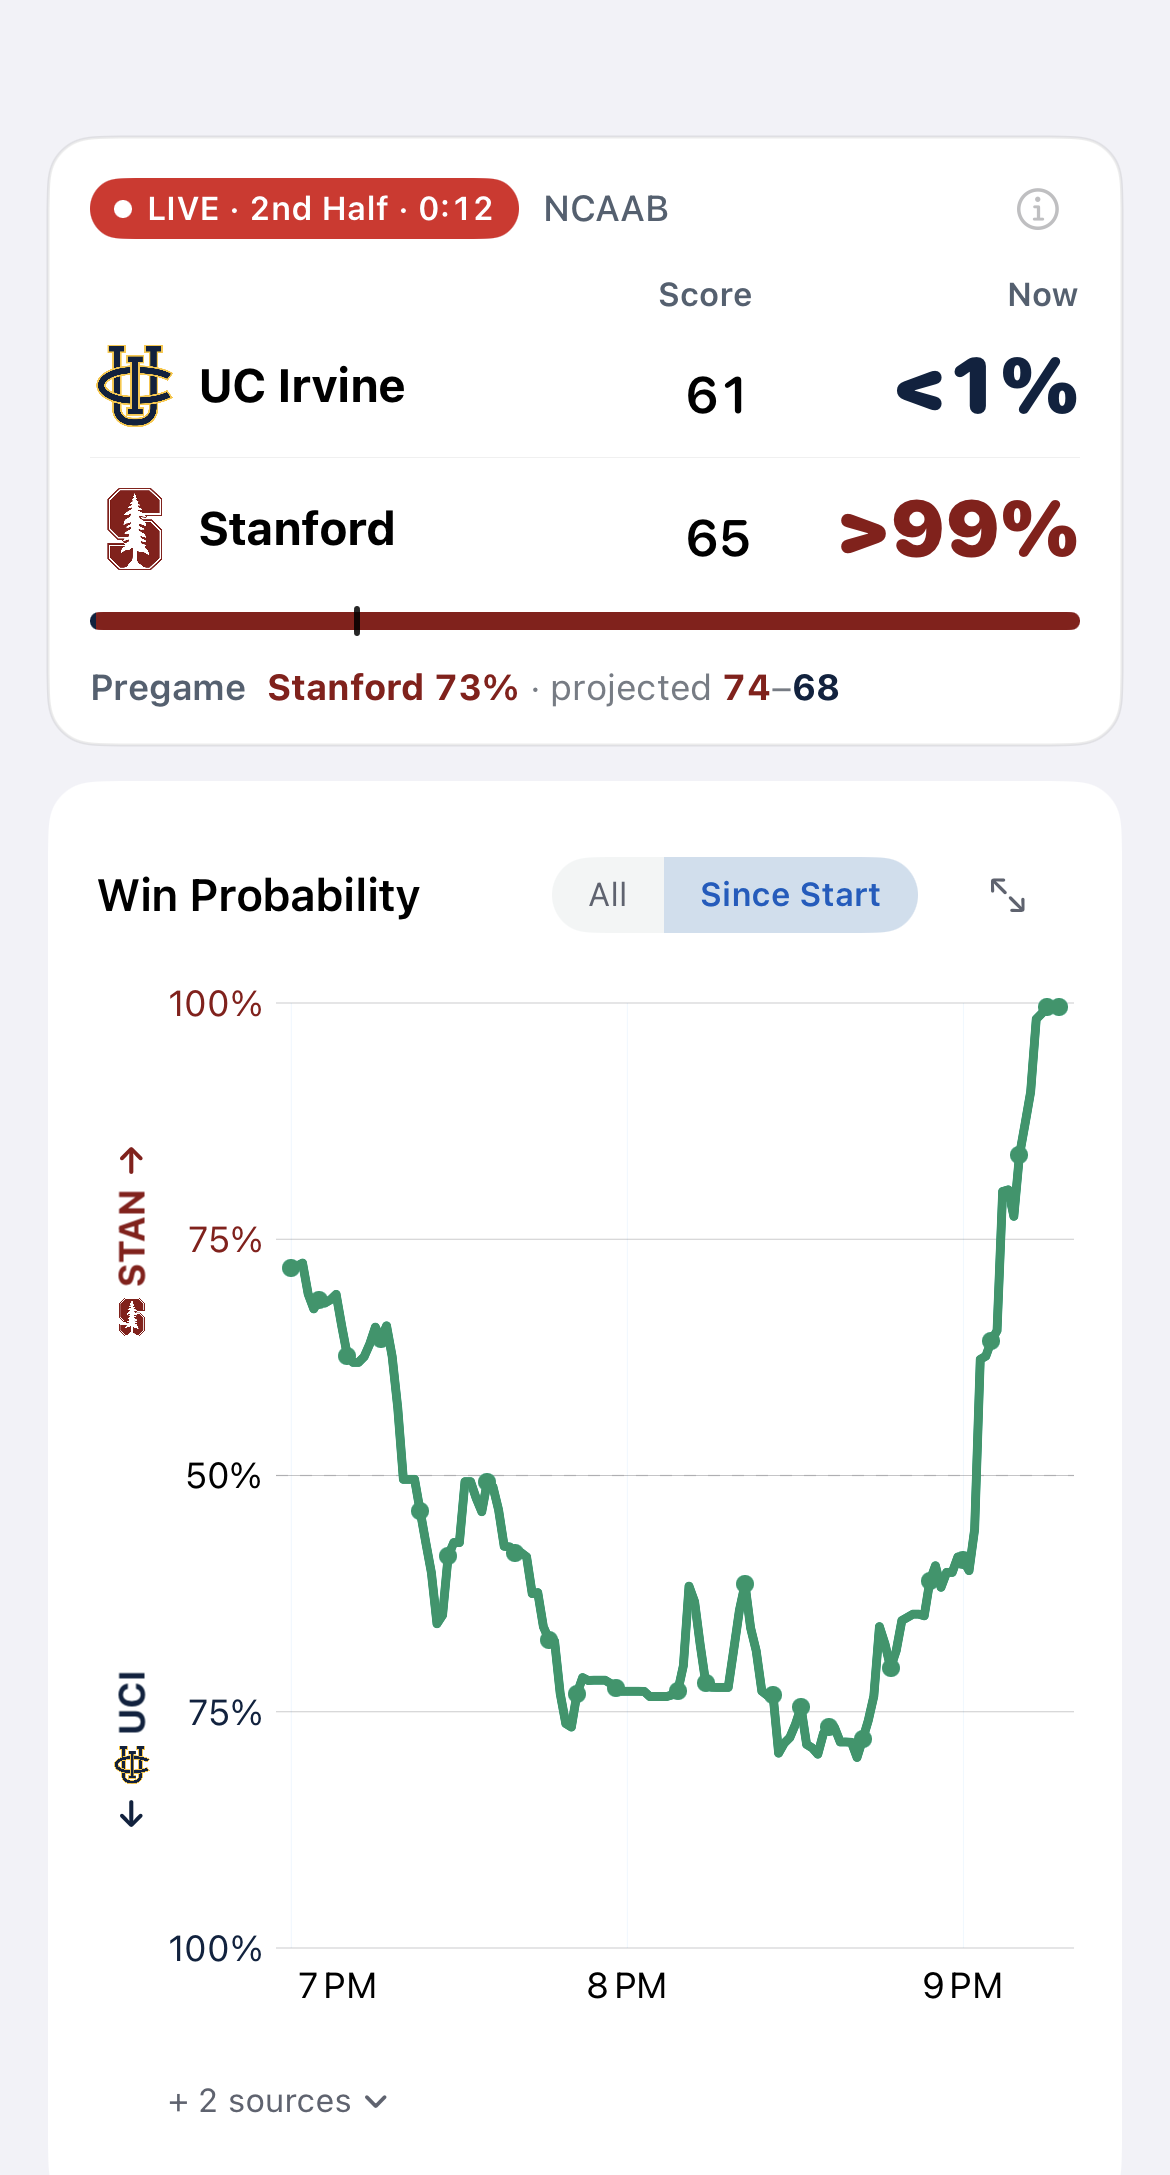 LIVE · 2nd Half · 0:12 NCAAB
Score Now
UC Irvine 61 <1%
Stanford 65 >99%
Pregame Stanford 73% · projected 74–68
Win Probability All Since Start
100%
75%
STAN →
50%
75%
← UCI
100%
7 PM 8 PM 9 PM
+ 2 sources